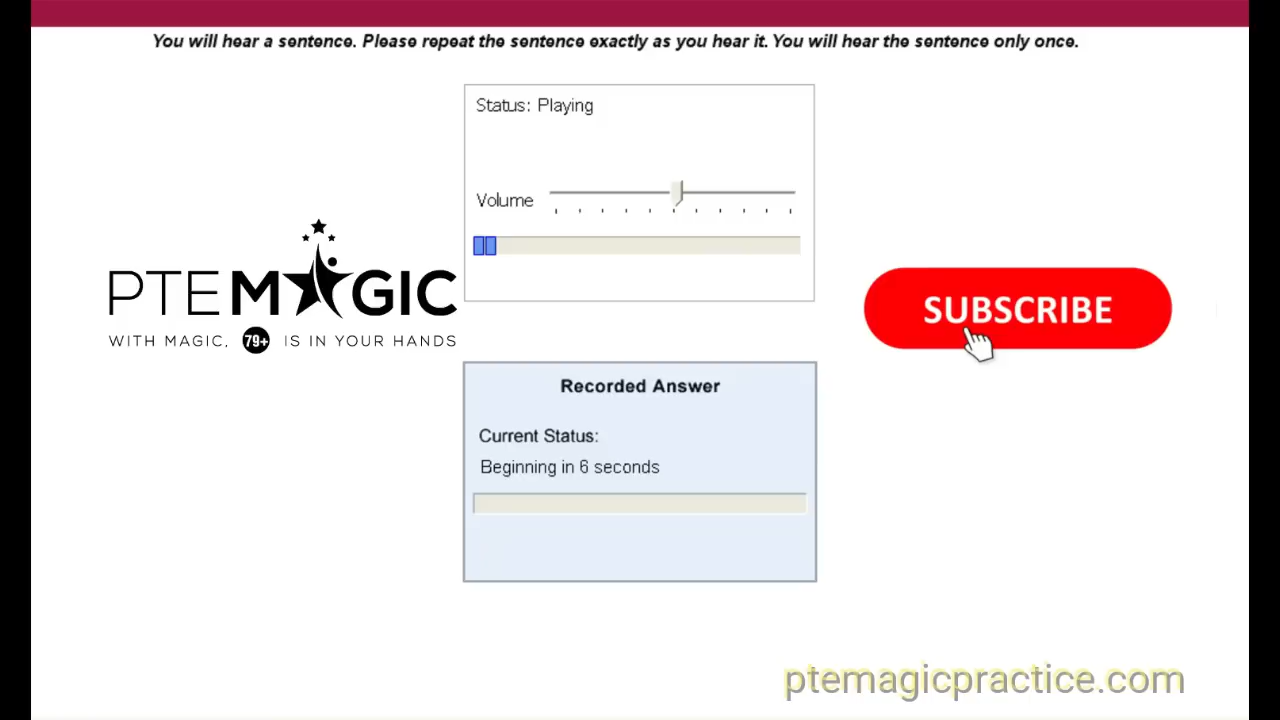 You will hear a sentence. Please repeat the sentence exactly as you hear it. You will hear the sentence only once.
Status: Playing
Volume
PTEMAGIC
WITH MAGIC, 79+ IS IN YOUR HANDS
SUBSCRIBE
Recorded Answer
Current Status:
Beginning in 6 seconds
ptemagicpractice.com